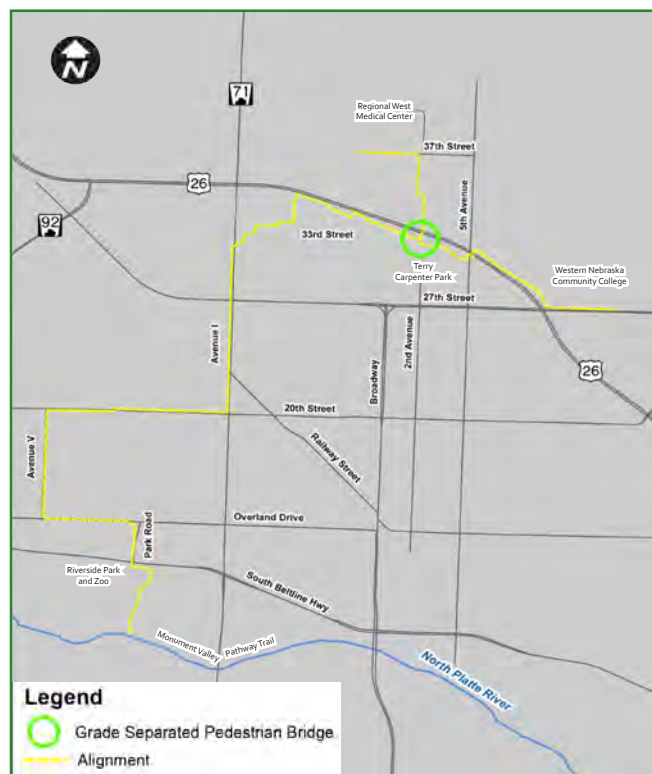 N
71
Regional West
Medical Center
37th Street
26
5th Avenue
92
33rd Street
Terry
Carpenter Park
Western Nebraska
Community College
27th Street
Avenue I
2nd Avenue
Broadway
26
20th Street
Avenue V
Railway Street
Overland Drive
Park Road
Riverside Park
and Zoo
South Beltline Hwy
Monument Valley Pathway Trail
North Platte River
Legend
Grade Separated Pedestrian Bridge
Alignment